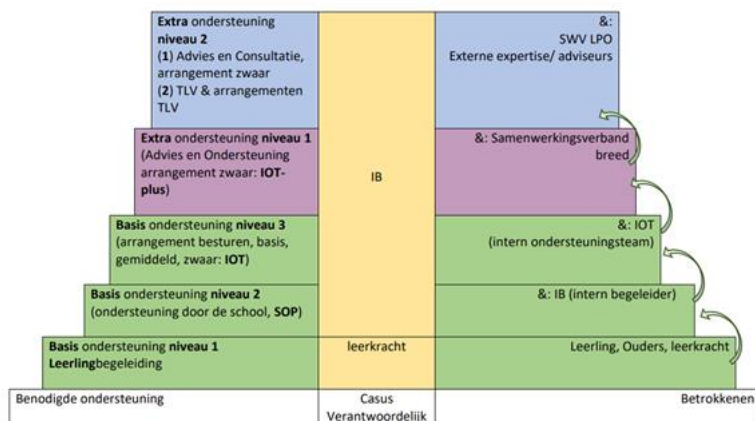 Extra ondersteuning
niveau 2
(1) Advies en Consultatie,
arrangement zwaar
(2) TLV & arrangementen
TLV
&:
SWV LPO
Externe expertise/ adviseurs
Extra ondersteuning niveau 1
(Advies en Ondersteuning
arrangement zwaar: IOT-
plus)
IB
&: Samenwerkingsverband
breed
Basis ondersteuning niveau 3
(arrangement besturen, basis,
gemiddeld, zwaar: IOT)
&: IOT
(intern ondersteuningsteam)
Basis ondersteuning niveau 2
(ondersteuning door de school, SOP)
&: IB (intern begeleider)
Basis ondersteuning niveau 1
Leerlingbegeleiding
leerkracht
Leerling, Ouders, leerkracht
Benodigde ondersteuning
Casus
Verantwoordelijk
Betrokkenen